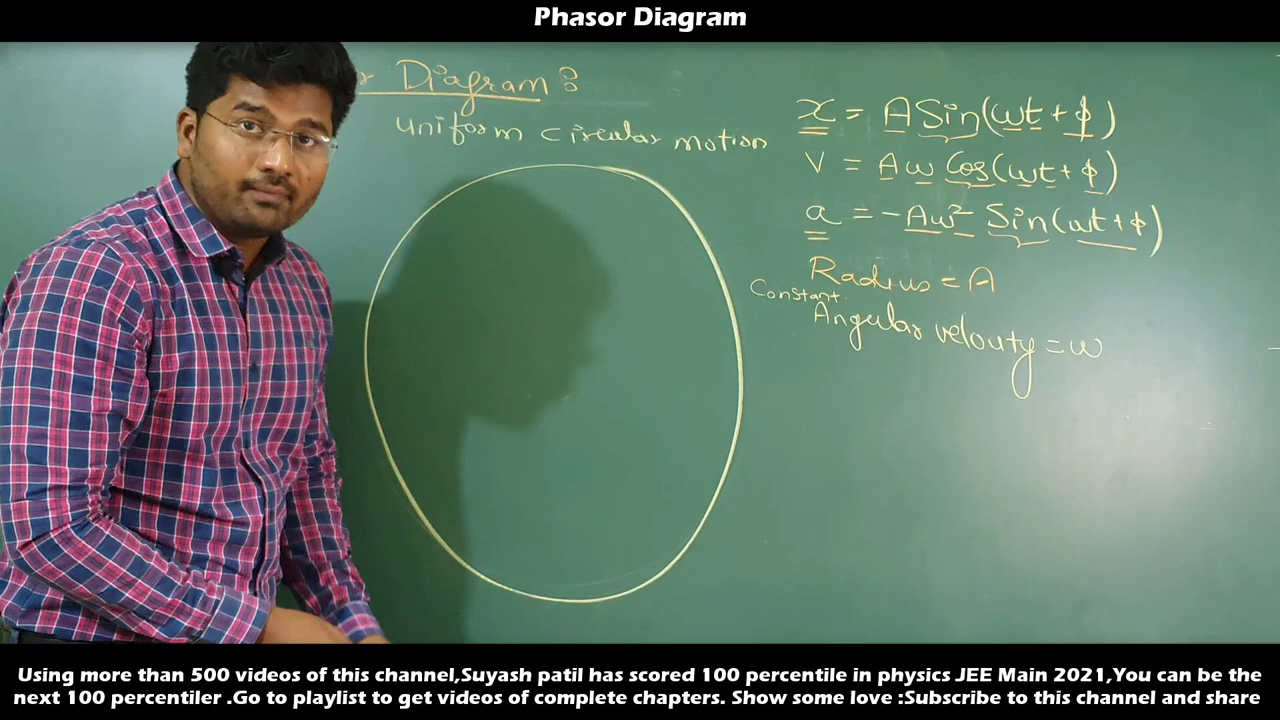 Phasor Diagram
r Diagram :
uniform circular motion
x = A Sin(ωt + ϕ)
V = A ω Cos(ωt + ϕ)
a = -Aω² Sin(ωt + ϕ)
Radius = A
Constant
Angular velouty = ω
Using more than 500 videos of this channel,Suyash patil has scored 100 percentile in physics JEE Main 2021,You can be the
next 100 percentiler .Go to playlist to get videos of complete chapters. Show some love :Subscribe to this channel and share